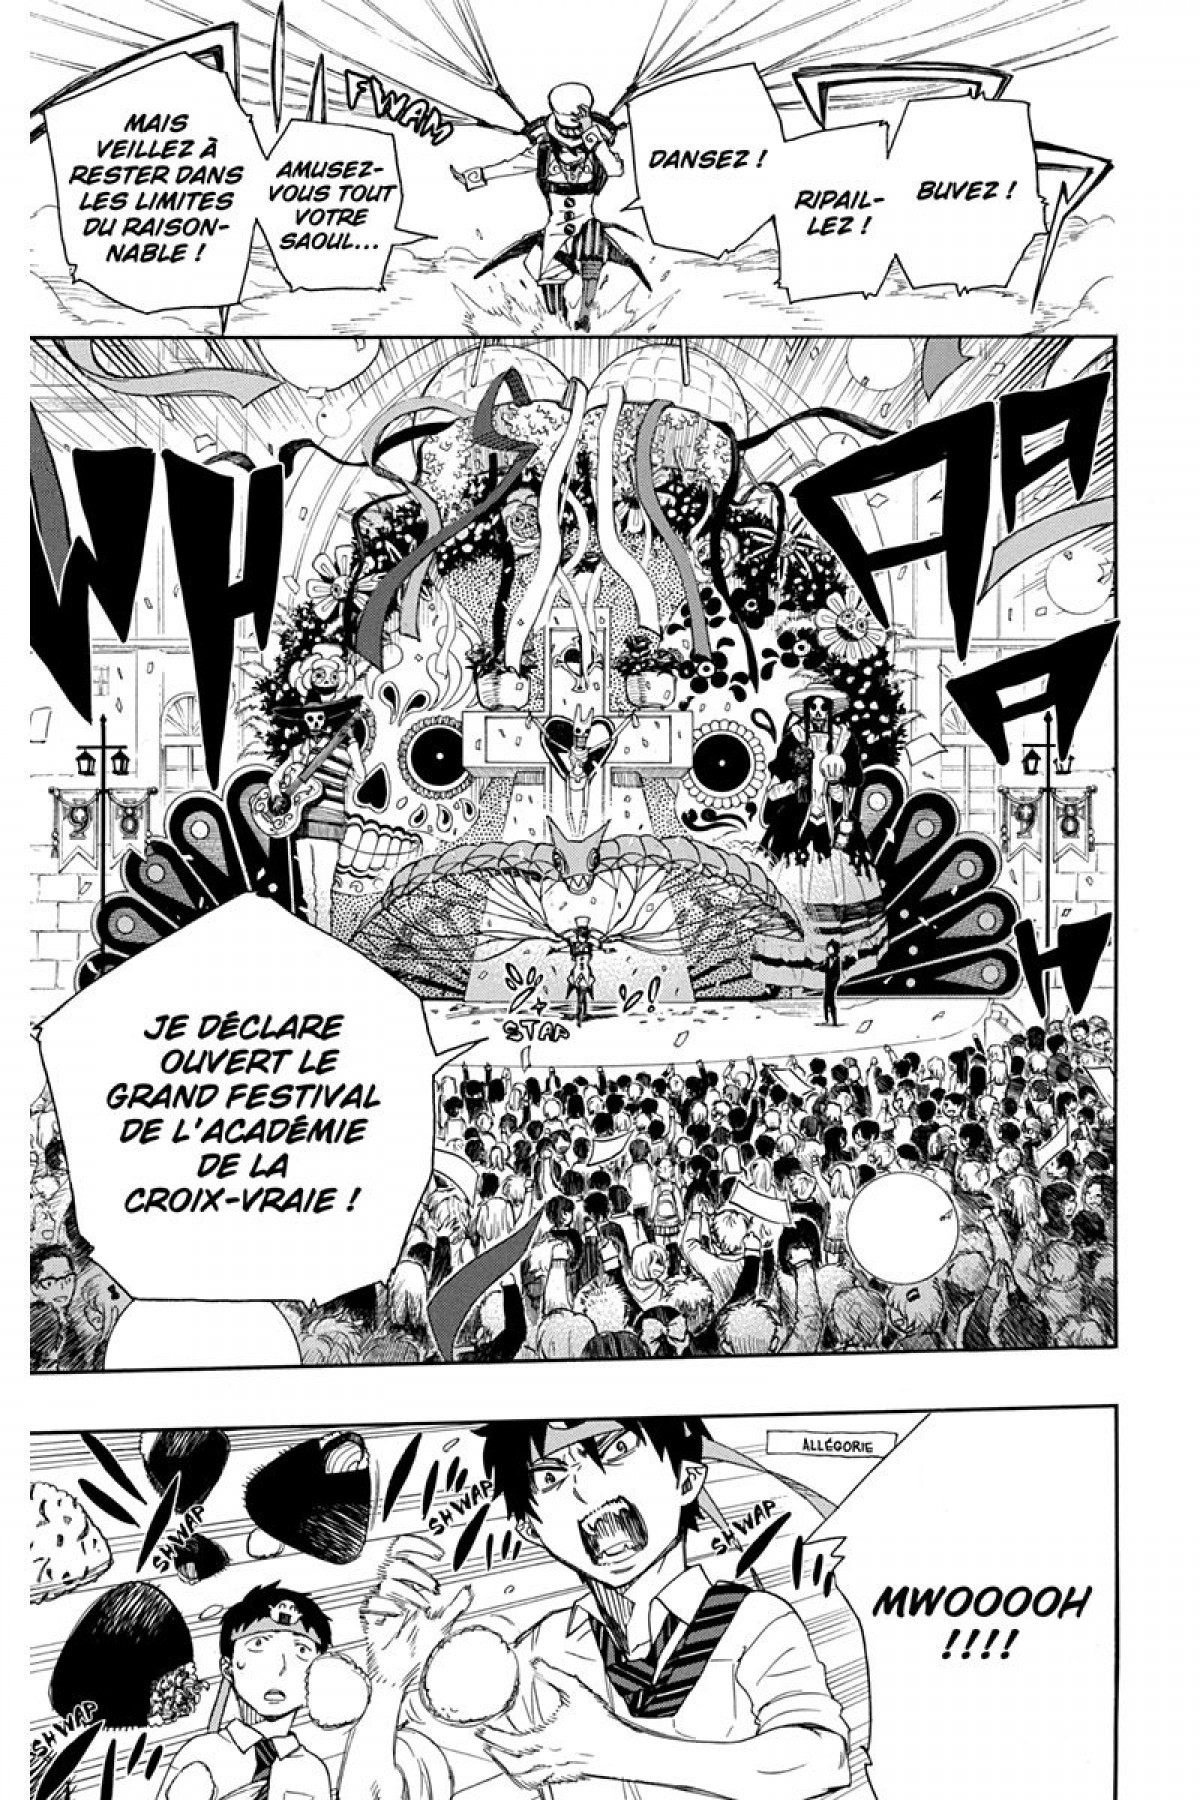 BUVEZ !
RIPAIL-
LEZ !
DANSEZ !
FWAM
AMUSEZ-
VOUS TOUT
VOTRE
SAOUL...
MAIS
VEILLEZ À
RESTER DANS
LES LIMITES
DU RAISON-
NABLE !
98
98
STAP
JE DÉCLARE
OUVERT LE
GRAND FESTIVAL
DE L'ACADÉMIE
DE LA
CROIX-VRAIE !
ALLÉGORIE
MWOOOOH
!!!!
SHWAP
SHWAP
SHWAP
SHWAP